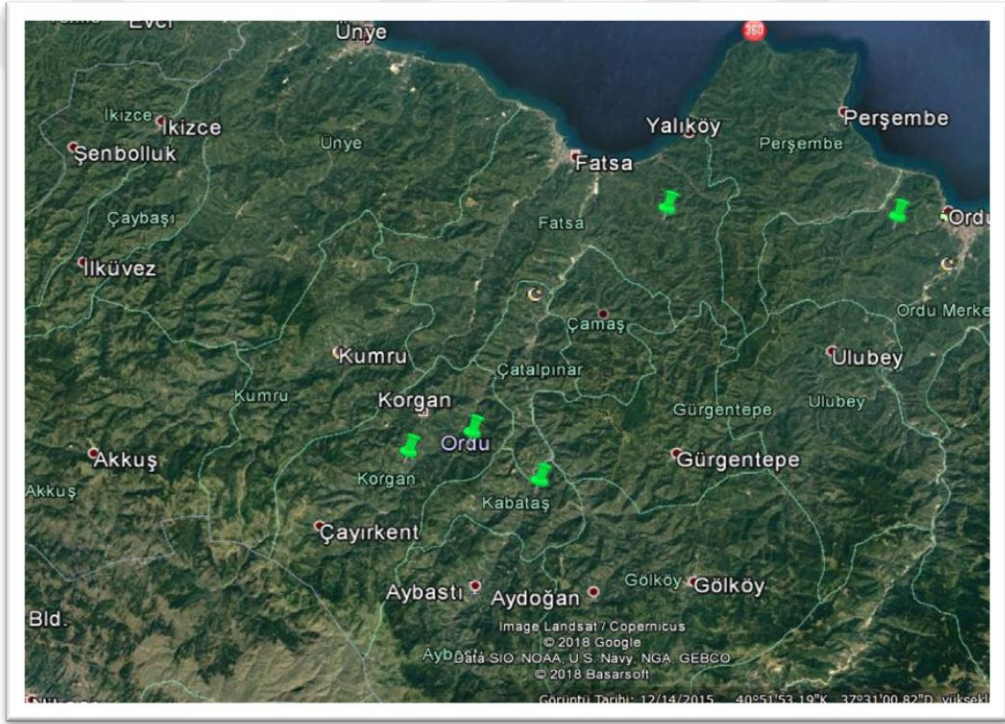 Evci
Ünye
360
İkizce
İkizce
Şenbolluk
Ünye
Yalıköy
Perşembe
Perşembe
Fatsa
Çaybaşı
Fatsa
Ordu
İlküvez
Ordu Merke
Çamaş
Kumru
Ulubey
Çatalpınar
Kumru
Korgan
Gürgentepe
Ulubey
Ordu
Akkuş
Gürgentepe
Korgan
Akkuş
Kabataş
Çayırkent
Aybastı
Aydoğan
Gölköy
Gölköy
Bld.
Image Landsat / Copernicus
© 2018 Google
Data SIO, NOAA, U.S. Navy, NGA, GEBCO
© 2018 Basarsoft
Görüntü Tarihi: 12/14/2015 40°51'53.19"K 37°31'00.82"D yüksekl